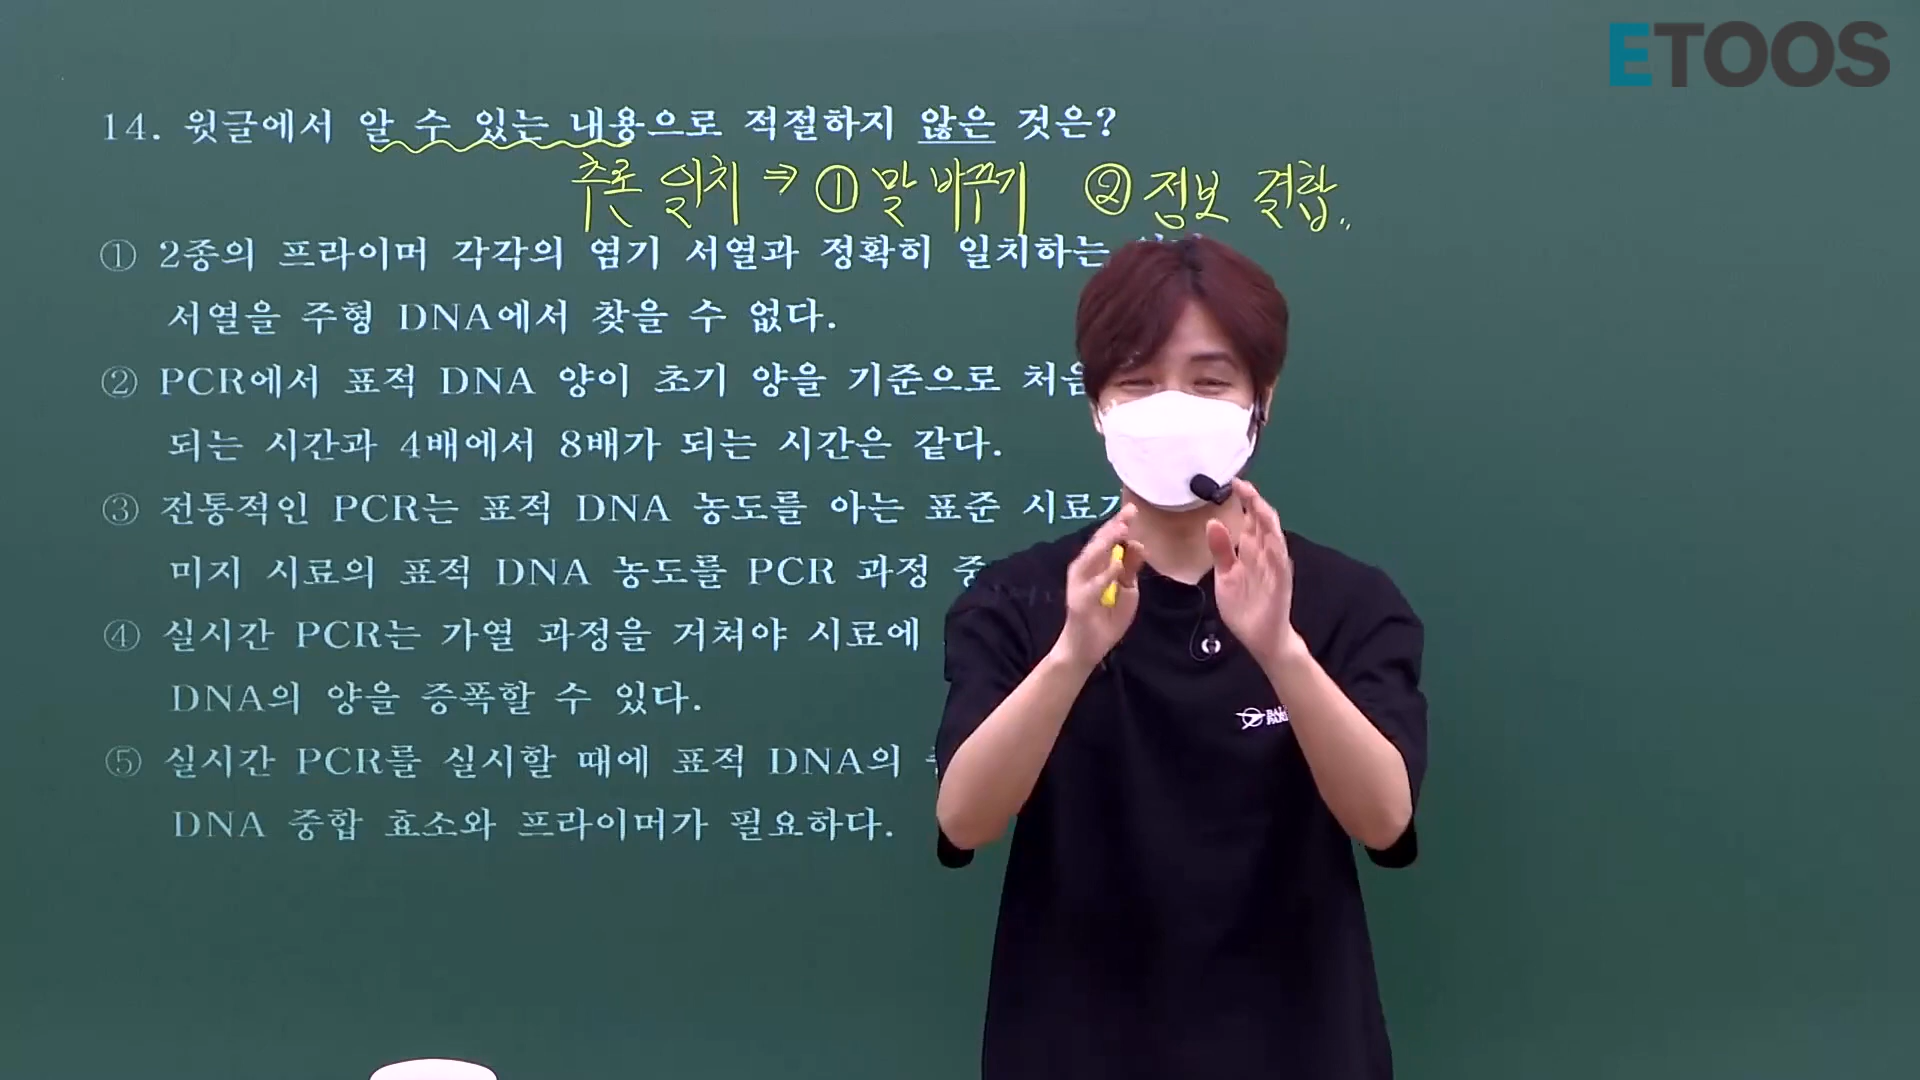 ETOOS
14. 윗글에서 알 수 있는 내용으로 적절하지 않은 것은?
추론 일치 ⇒ ① 말 바꾸기 ② 정보 결합..
① 2종의 프라이머 각각의 염기 서열과 정확히 일치하는
서열을 주형 DNA에서 찾을 수 없다.
② PCR에서 표적 DNA 양이 초기 양을 기준으로 처음
되는 시간과 4배에서 8배가 되는 시간은 같다.
③ 전통적인 PCR는 표적 DNA 농도를 아는 표준 시료가
미지 시료의 표적 DNA 농도를 PCR 과정 중
④ 실시간 PCR는 가열 과정을 거쳐야 시료에
DNA의 양을 증폭할 수 있다.
⑤ 실시간 PCR를 실시할 때에 표적 DNA의
DNA 중합 효소와 프라이머가 필요하다.